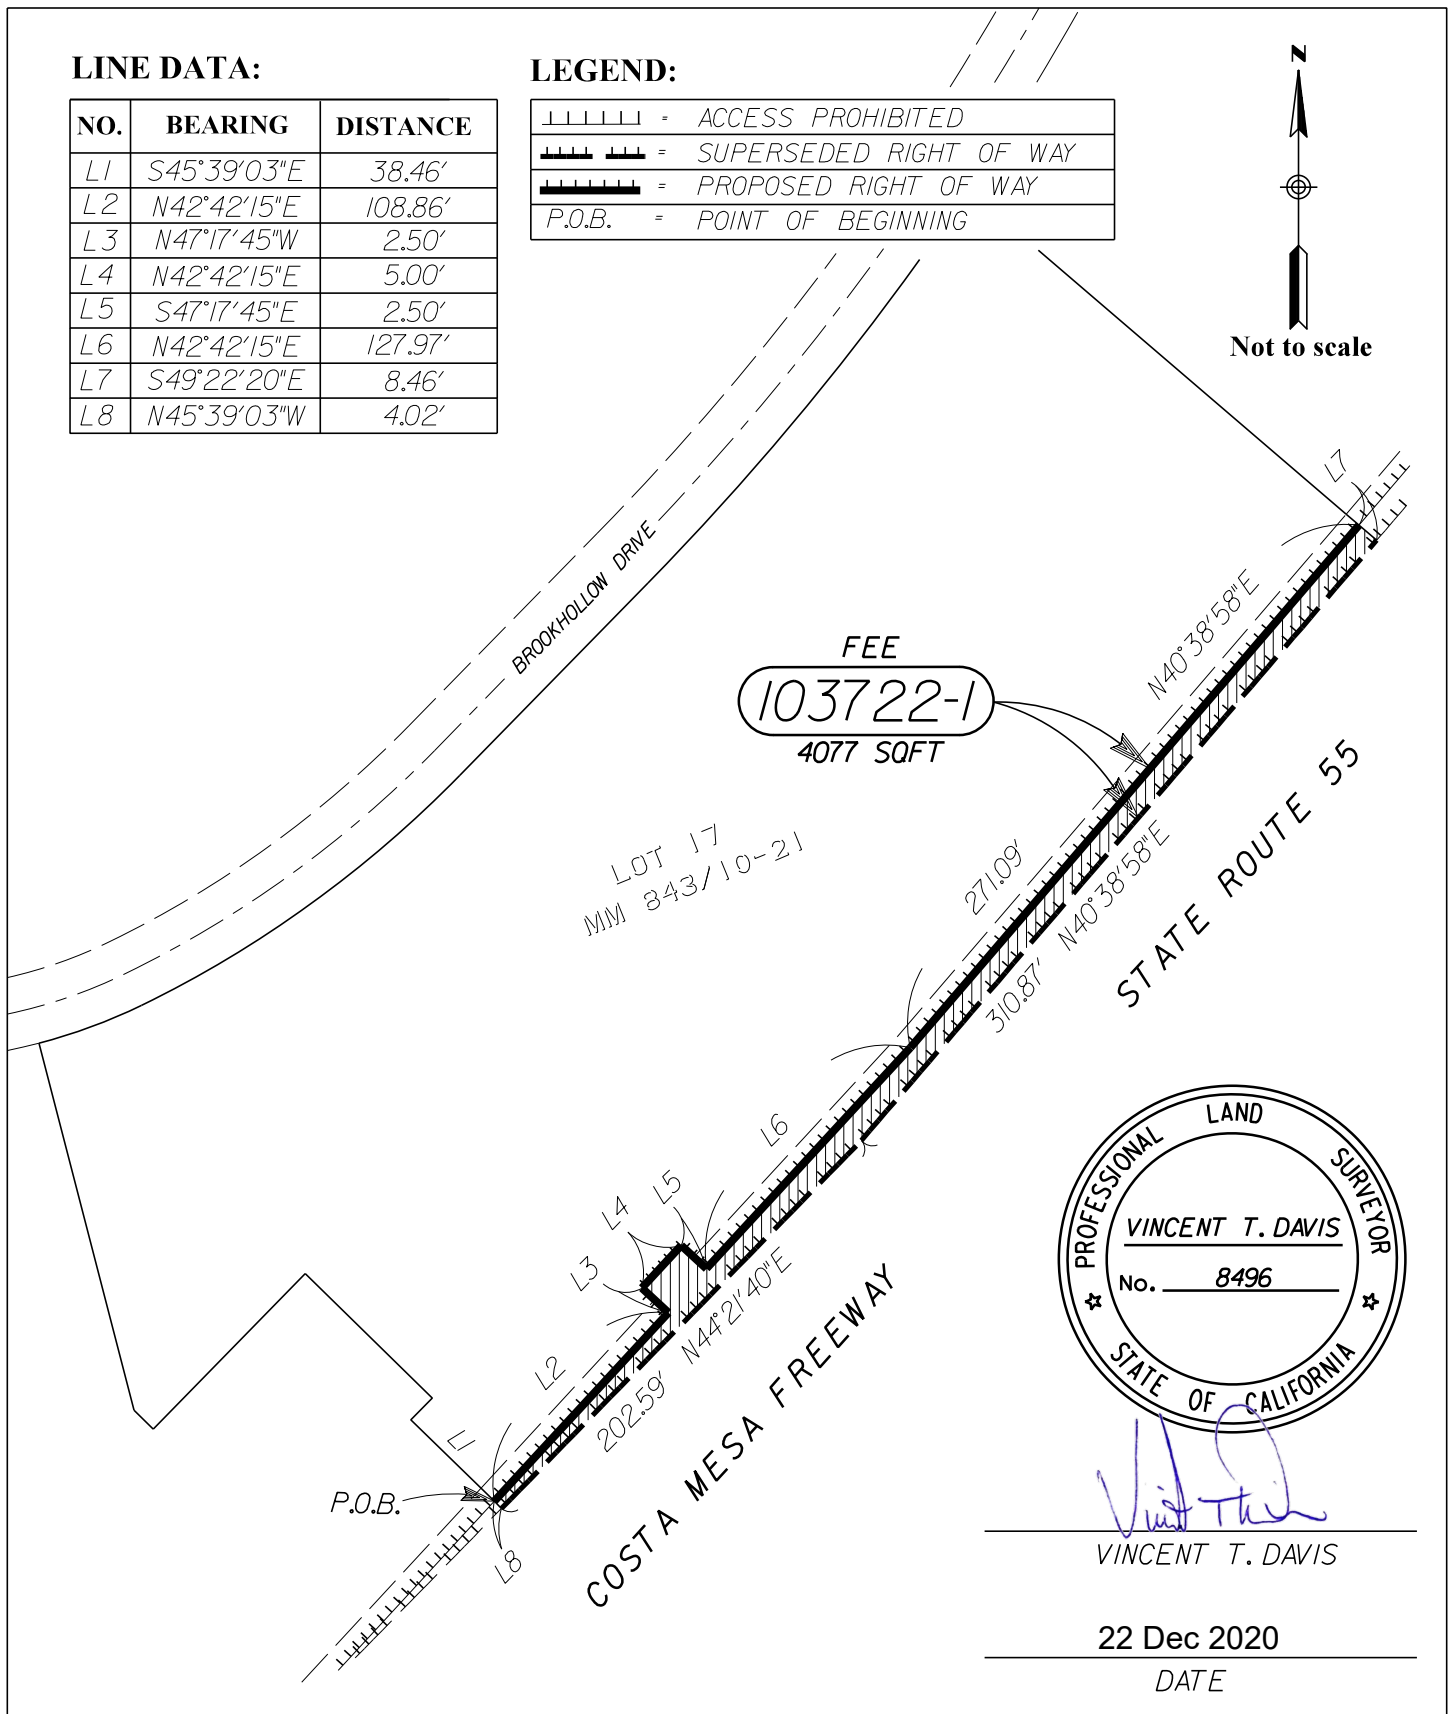 LINE DATA:
NO. BEARING DISTANCE
L1 S45°39'03"E 38.46'
L2 N42°42'15"E 108.86'
L3 N47°17'45"W 2.50'
L4 N42°42'15"E 5.00'
L5 S47°17'45"E 2.50'
L6 N42°42'15"E 127.97'
L7 S49°22'20"E 8.46'
L8 N45°39'03"W 4.02'
LEGEND:
= ACCESS PROHIBITED
= SUPERSEDED RIGHT OF WAY
= PROPOSED RIGHT OF WAY
P.O.B. = POINT OF BEGINNING
N
Not to scale
L7
BROOKHOLLOW DRIVE
N40°38'58"E
FEE
103722-1
4077 SQFT
STATE ROUTE 55
LOT 17
MM 843/10-21
271.09'
N40°38'58"E
310.87'
L6
L5
L4
L3
N44°21'40"E
202.59'
L2
L1
COSTA MESA FREEWAY
P.O.B.
L8
PROFESSIONAL LAND SURVEYOR
VINCENT T. DAVIS
No. 8496
STATE OF CALIFORNIA
VINCENT T. DAVIS
22 Dec 2020
DATE